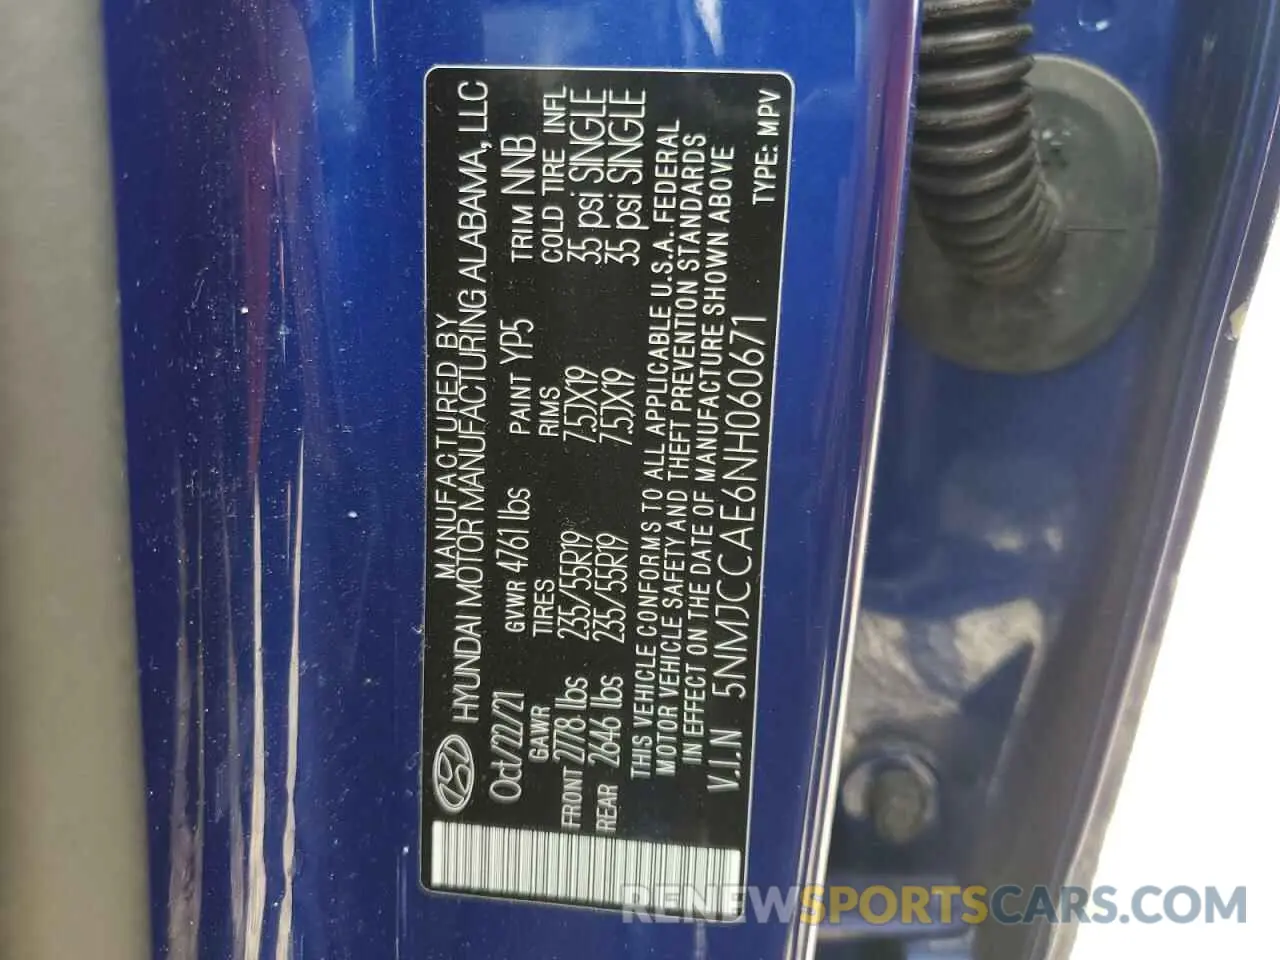 MANUFACTURED BY
HYUNDAI MOTOR MANUFACTURING ALABAMA, LLC
Oct/22/21 GVWR 4761 lbs PAINT YP5 TRIM NNB
GAWR TIRES RIMS COLD TIRE INFL
FRONT 2778 lbs 235/55R19 7.5JX19 35 psi SINGLE
REAR 2646 lbs 235/55R19 7.5JX19 35 psi SINGLE
THIS VEHICLE CONFORMS TO ALL APPLICABLE U.S.A. FEDERAL
MOTOR VEHICLE SAFETY AND THEFT PREVENTION STANDARDS
IN EFFECT ON THE DATE OF MANUFACTURE SHOWN ABOVE
V.I.N 5NMJCCAE6NH060671 TYPE: MPV
RENEWSPORTSCARS.COM